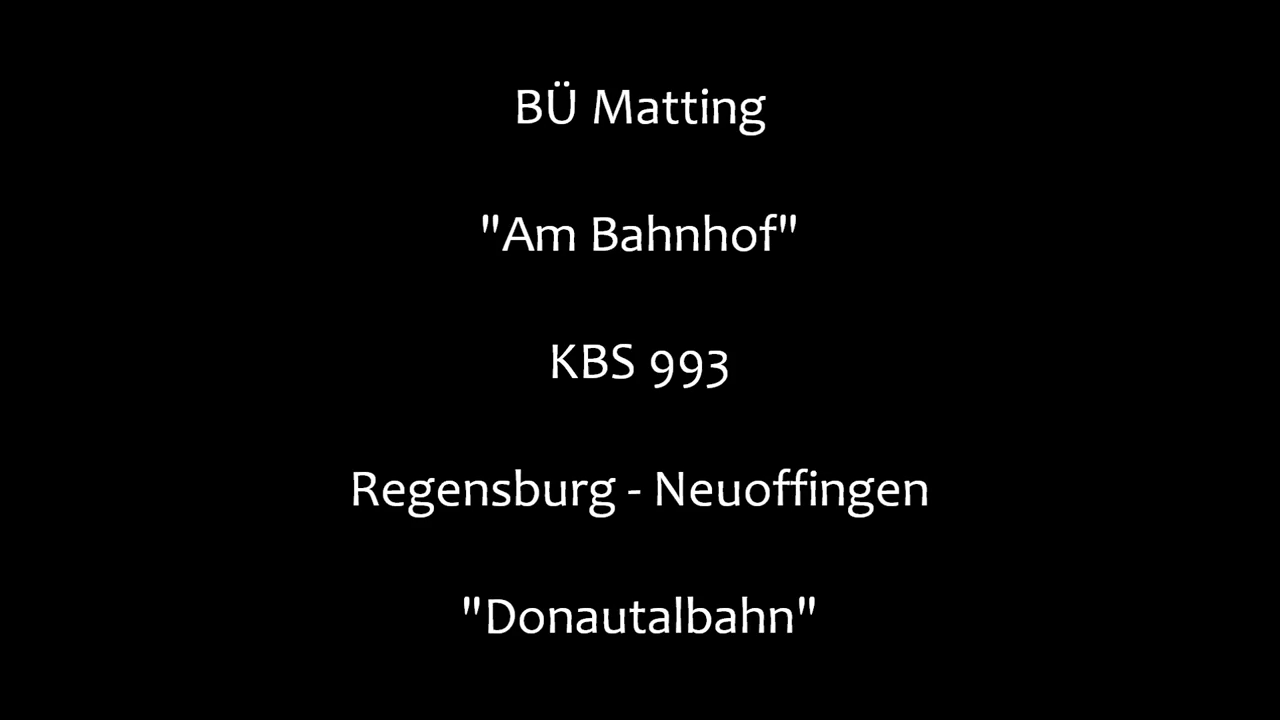 BÜ Matting
"Am Bahnhof"
KBS 993
Regensburg - Neuoffingen
"Donautalbahn"